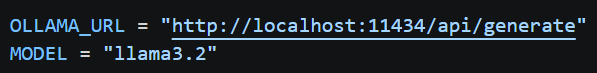 OLLAMA_URL = "http://localhost:11434/api/generate"
MODEL = "llama3.2"